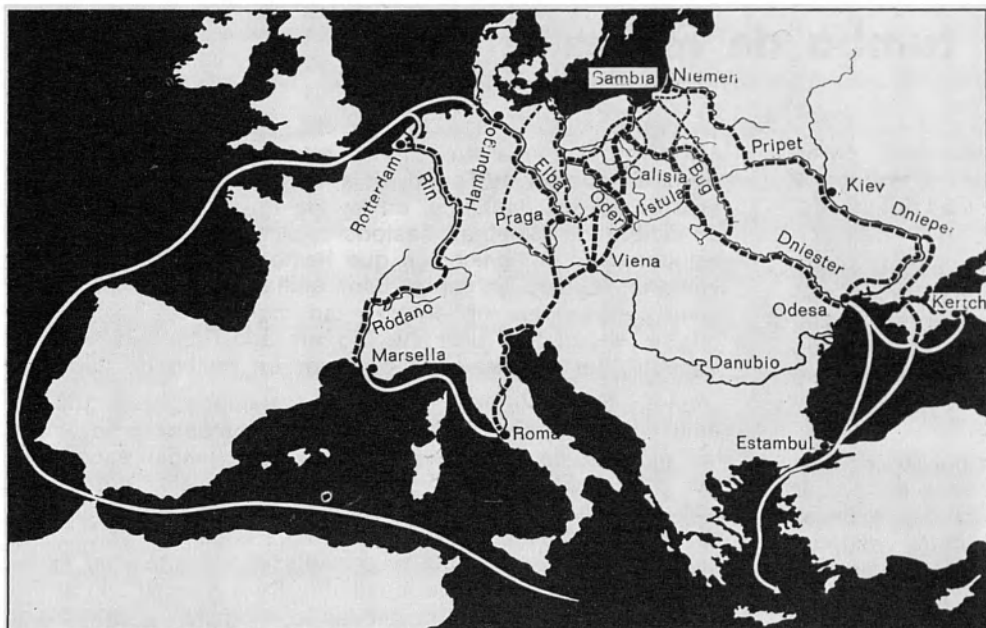 Sambia
Niemen
Pripet
Kiev
Dnieper
Bug
Calisia
Vístula
Oder
Elba
Hamburgo
Rotterdam
Rin
Praga
Viena
Dniester
Odesa
Kertch
Ródano
Marsella
Danubio
Roma
Estambul